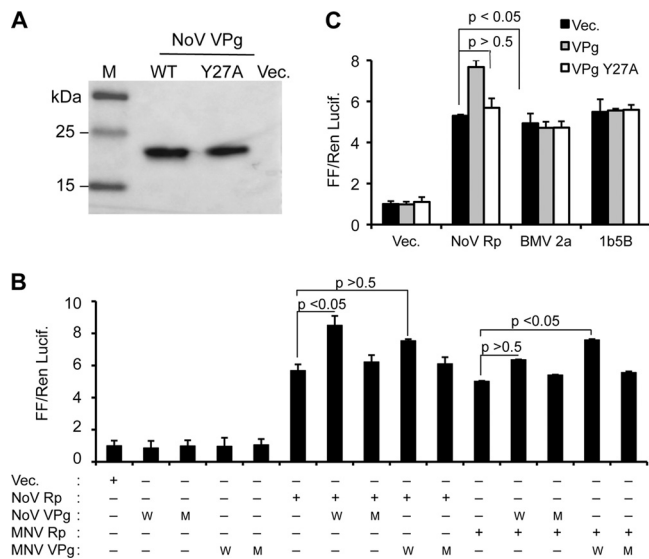 A
NoV VPg
M WT Y27A Vec.
kDa
25
15
C
p < 0.05
p > 0.5
Vec.
VPg
VPg Y27A
FF/Ren Lucif.
8
6
4
2
0
Vec. NoV Rp BMV 2a 1b5B
B
p >0.5
p <0.05
p <0.05
p >0.5
FF/Ren Lucif.
10
8
6
4
2
0
Vec. : + – – – – – – – – – – – – – –
NoV Rp : – – – – – + + + + + – – – – –
NoV VPg : – W M – – – W M – – – W M – –
MNV Rp : – – – – – – – – – – + + + + +
MNV VPg : – – – W M – – – W M – – – W M